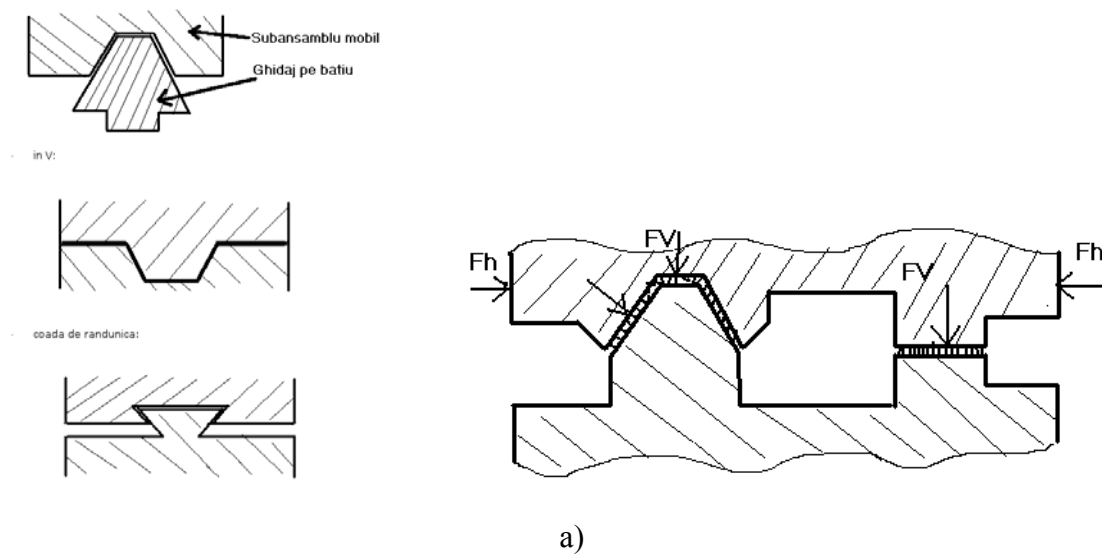 Subansamblu mobil
Ghidaj pe batiu
in V:
coada de randunica:
Fh
FV
FV
Fh
a)